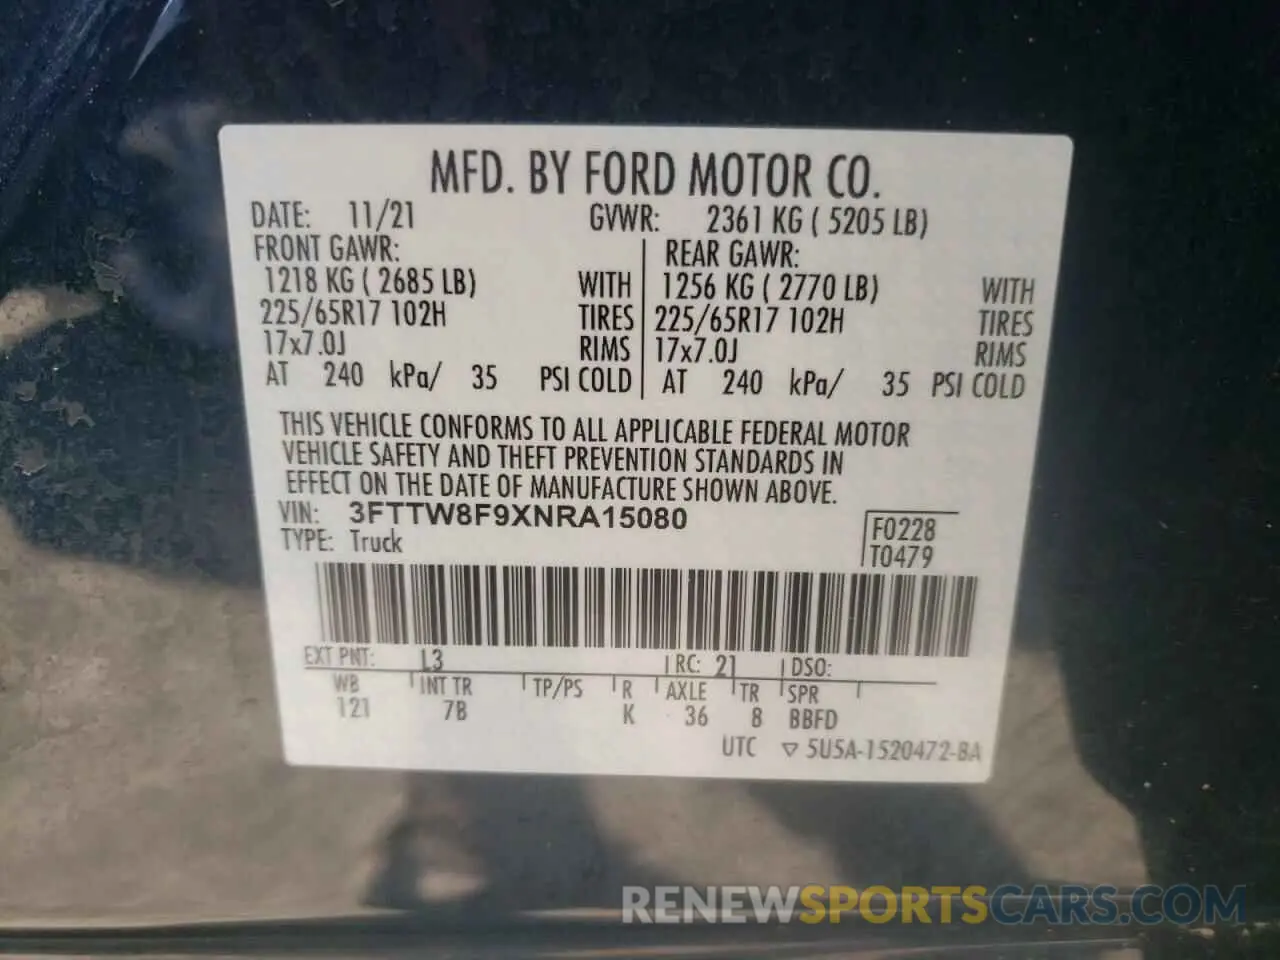 MFD. BY FORD MOTOR CO.
DATE: 11/21 GVWR: 2361 KG ( 5205 LB)
FRONT GAWR: REAR GAWR:
1218 KG ( 2685 LB) WITH 1256 KG ( 2770 LB) WITH
225/65R17 102H TIRES 225/65R17 102H TIRES
17x7.0J RIMS 17x7.0J RIMS
AT 240 kPa/ 35 PSI COLD AT 240 kPa/ 35 PSI COLD
THIS VEHICLE CONFORMS TO ALL APPLICABLE FEDERAL MOTOR
VEHICLE SAFETY AND THEFT PREVENTION STANDARDS IN
EFFECT ON THE DATE OF MANUFACTURE SHOWN ABOVE.
VIN: 3FTTW8F9XNRA15080
TYPE: Truck
F0228
T0479
EXT PNT: L3 RC: 21 DSO:
WB INT TR TP/PS R AXLE TR SPR
121 7B K 36 8 BBFD
UTC ▽ 5U5A-1520472-BA
RENEWSPORTSCARS.COM